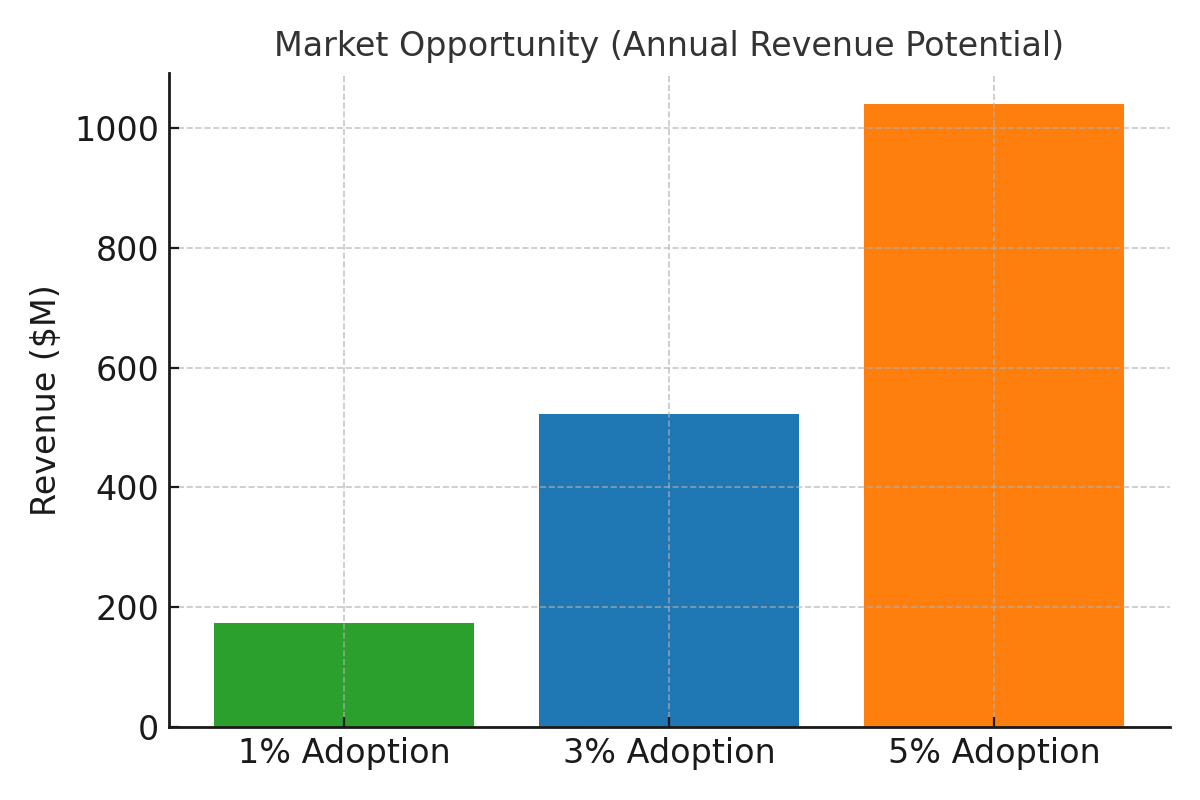 Market Opportunity (Annual Revenue Potential)
Revenue ($M)
1000
800
600
400
200
0
1% Adoption
3% Adoption
5% Adoption